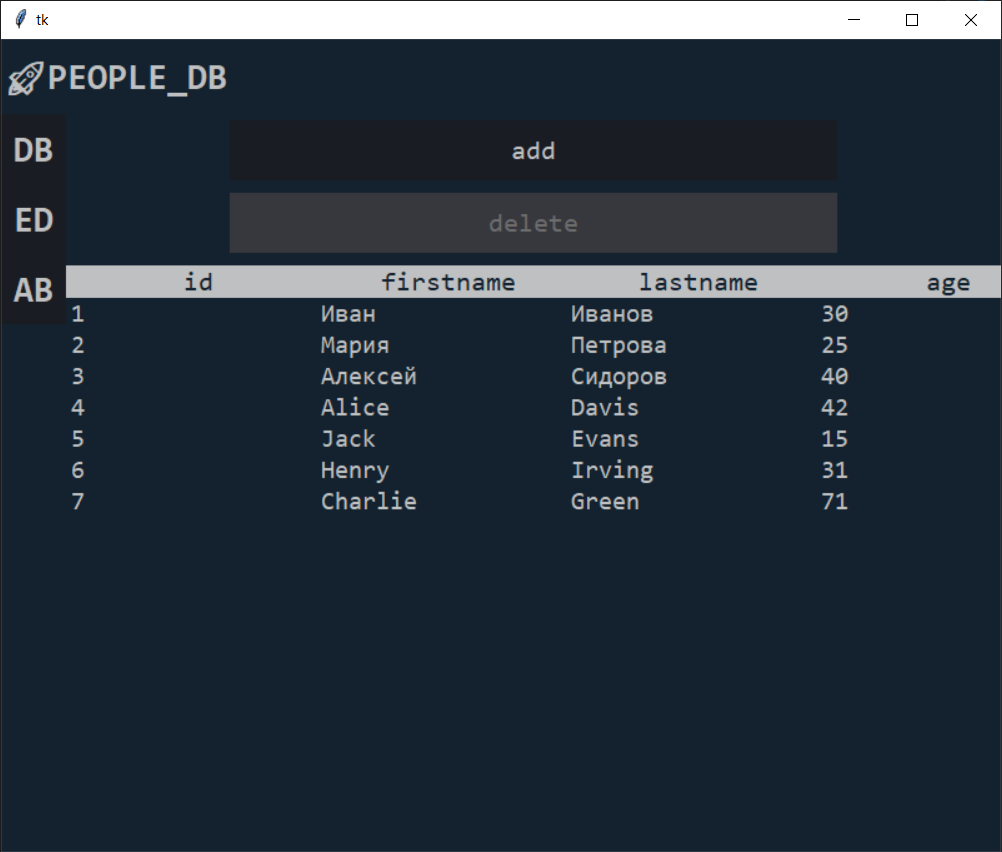 tk
🚀PEOPLE_DB
DB
add
ED
delete
AB
id firstname lastname age
1 Иван Иванов 30
2 Мария Петрова 25
3 Алексей Сидоров 40
4 Alice Davis 42
5 Jack Evans 15
6 Henry Irving 31
7 Charlie Green 71